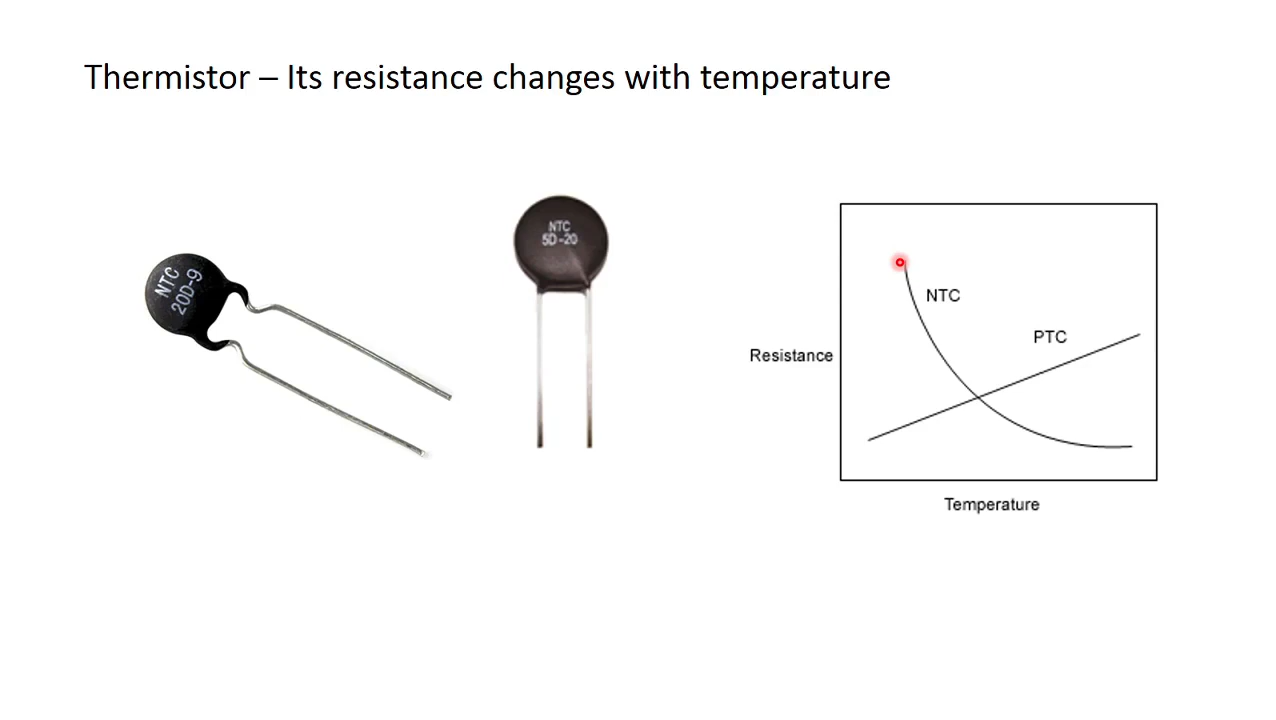 Thermistor – Its resistance changes with temperature
NTC
20D-9
NTC
5D-20
NTC
PTC
Resistance
Temperature